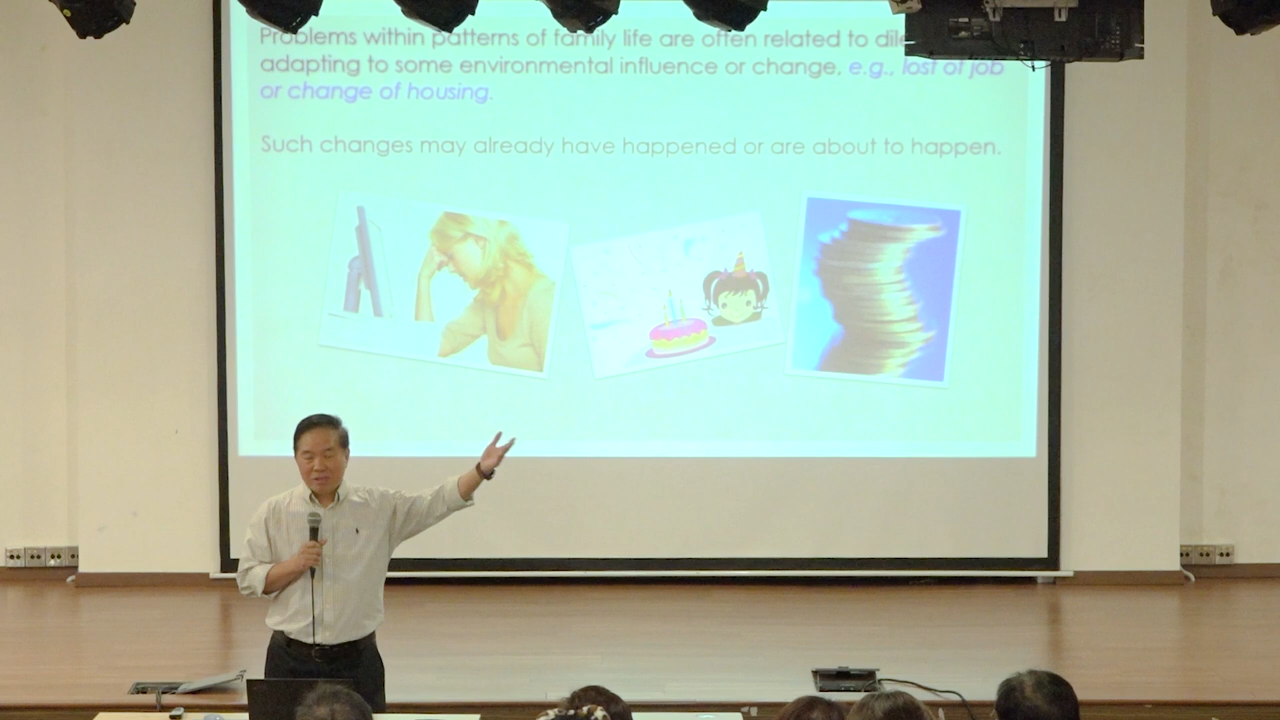 Problems within patterns of family life are often related to
adapting to some environmental influence or change, e.g., lost of job
or change of housing.
Such changes may already have happened or are about to happen.